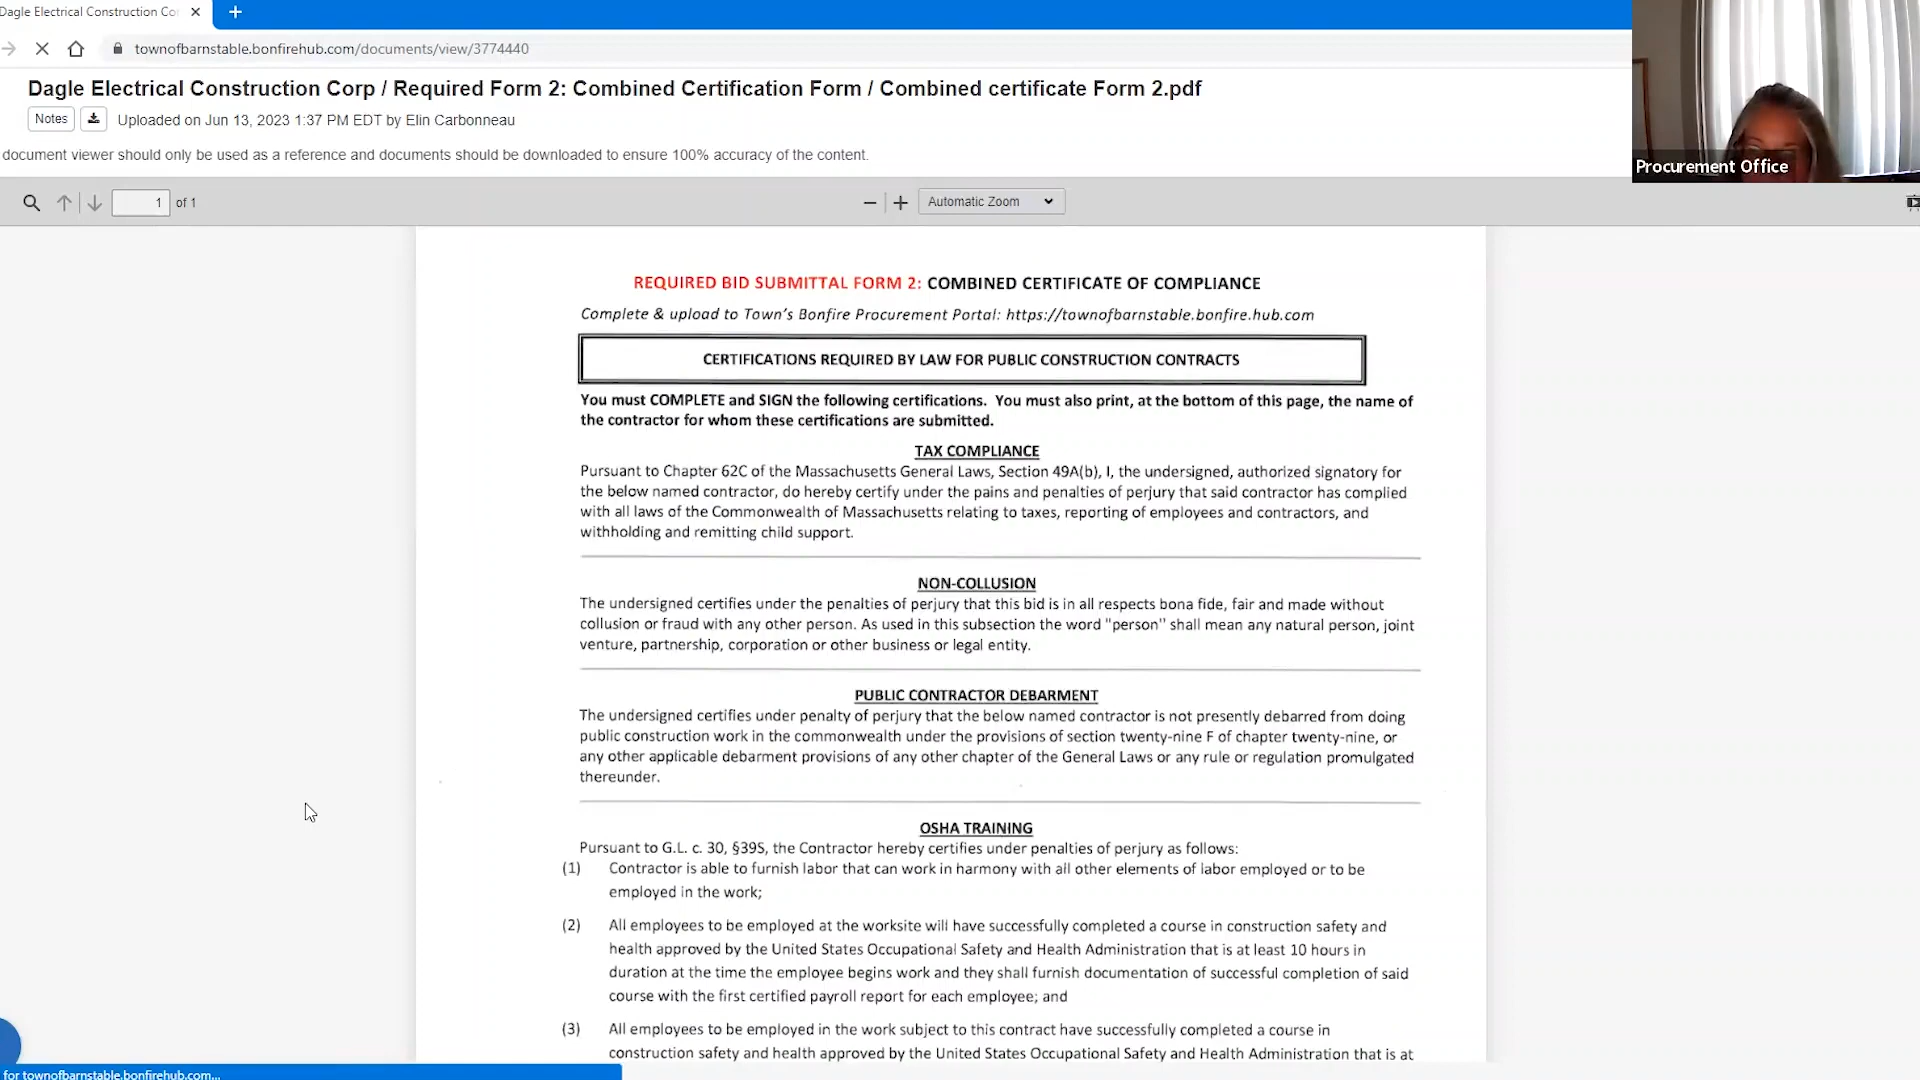 Dagle Electrical Construction Co
townofbarnstable.bonfirehub.com/documents/view/3774440
Dagle Electrical Construction Corp / Required Form 2: Combined Certification Form / Combined certificate Form 2.pdf
Notes
Uploaded on Jun 13, 2023 1:37 PM EDT by Elin Carbonneau
document viewer should only be used as a reference and documents should be downloaded to ensure 100% accuracy of the content.
Procurement Office
1 of 1
Automatic Zoom
REQUIRED BID SUBMITTAL FORM 2: COMBINED CERTIFICATE OF COMPLIANCE
Complete & upload to Town's Bonfire Procurement Portal: https://townofbarnstable.bonfire.hub.com
CERTIFICATIONS REQUIRED BY LAW FOR PUBLIC CONSTRUCTION CONTRACTS
You must COMPLETE and SIGN the following certifications. You must also print, at the bottom of this page, the name of
the contractor for whom these certifications are submitted.
TAX COMPLIANCE
Pursuant to Chapter 62C of the Massachusetts General Laws, Section 49A(b), I, the undersigned, authorized signatory for
the below named contractor, do hereby certify under the pains and penalties of perjury that said contractor has complied
with all laws of the Commonwealth of Massachusetts relating to taxes, reporting of employees and contractors, and
withholding and remitting child support.
NON-COLLUSION
The undersigned certifies under the penalties of perjury that this bid is in all respects bona fide, fair and made without
collusion or fraud with any other person. As used in this subsection the word "person" shall mean any natural person, joint
venture, partnership, corporation or other business or legal entity.
PUBLIC CONTRACTOR DEBARMENT
The undersigned certifies under penalty of perjury that the below named contractor is not presently debarred from doing
public construction work in the commonwealth under the provisions of section twenty-nine F of chapter twenty-nine, or
any other applicable debarment provisions of any other chapter of the General Laws or any rule or regulation promulgated
thereunder.
OSHA TRAINING
Pursuant to G.L. c. 30, §39S, the Contractor hereby certifies under penalties of perjury as follows:
(1) Contractor is able to furnish labor that can work in harmony with all other elements of labor employed or to be
employed in the work;
(2) All employees to be employed at the worksite will have successfully completed a course in construction safety and
health approved by the United States Occupational Safety and Health Administration that is at least 10 hours in
duration at the time the employee begins work and they shall furnish documentation of successful completion of said
course with the first certified payroll report for each employee; and
(3) All employees to be employed in the work subject to this contract have successfully completed a course in
construction safety and health approved by the United States Occupational Safety and Health Administration that is at
for townofbarnstable.bonfirehub.com...